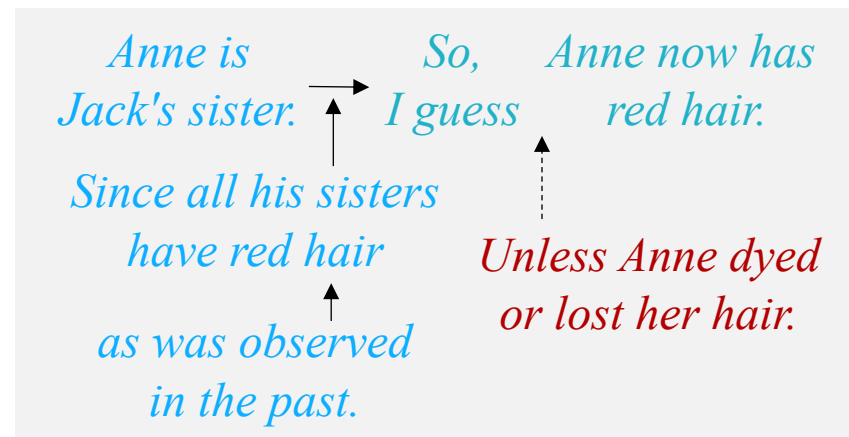 Anne is
Jack's sister.
So,
I guess
Anne now has
red hair.
Since all his sisters
have red hair
Unless Anne dyed
or lost her hair.
as was observed
in the past.